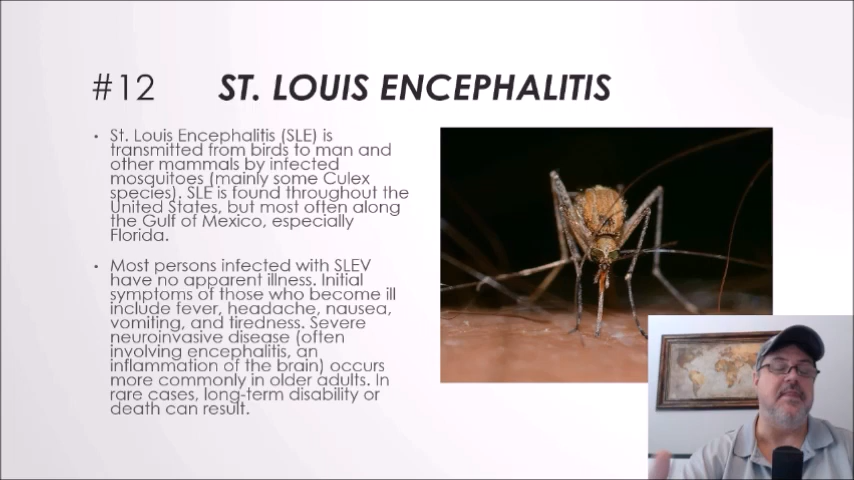 #12 ST. LOUIS ENCEPHALITIS
• St. Louis Encephalitis (SLE) is
transmitted from birds to man and
other mammals by infected
mosquitoes (mainly some Culex
species). SLE is found throughout the
United States, but most often along
the Gulf of Mexico, especially
Florida.
• Most persons infected with SLEV
have no apparent illness. Initial
symptoms of those who become ill
include fever, headache, nausea,
vomiting, and tiredness. Severe
neuroinvasive disease (often
involving encephalitis, an
inflammation of the brain) occurs
more commonly in older adults. In
rare cases, long-term disability or
death can result.